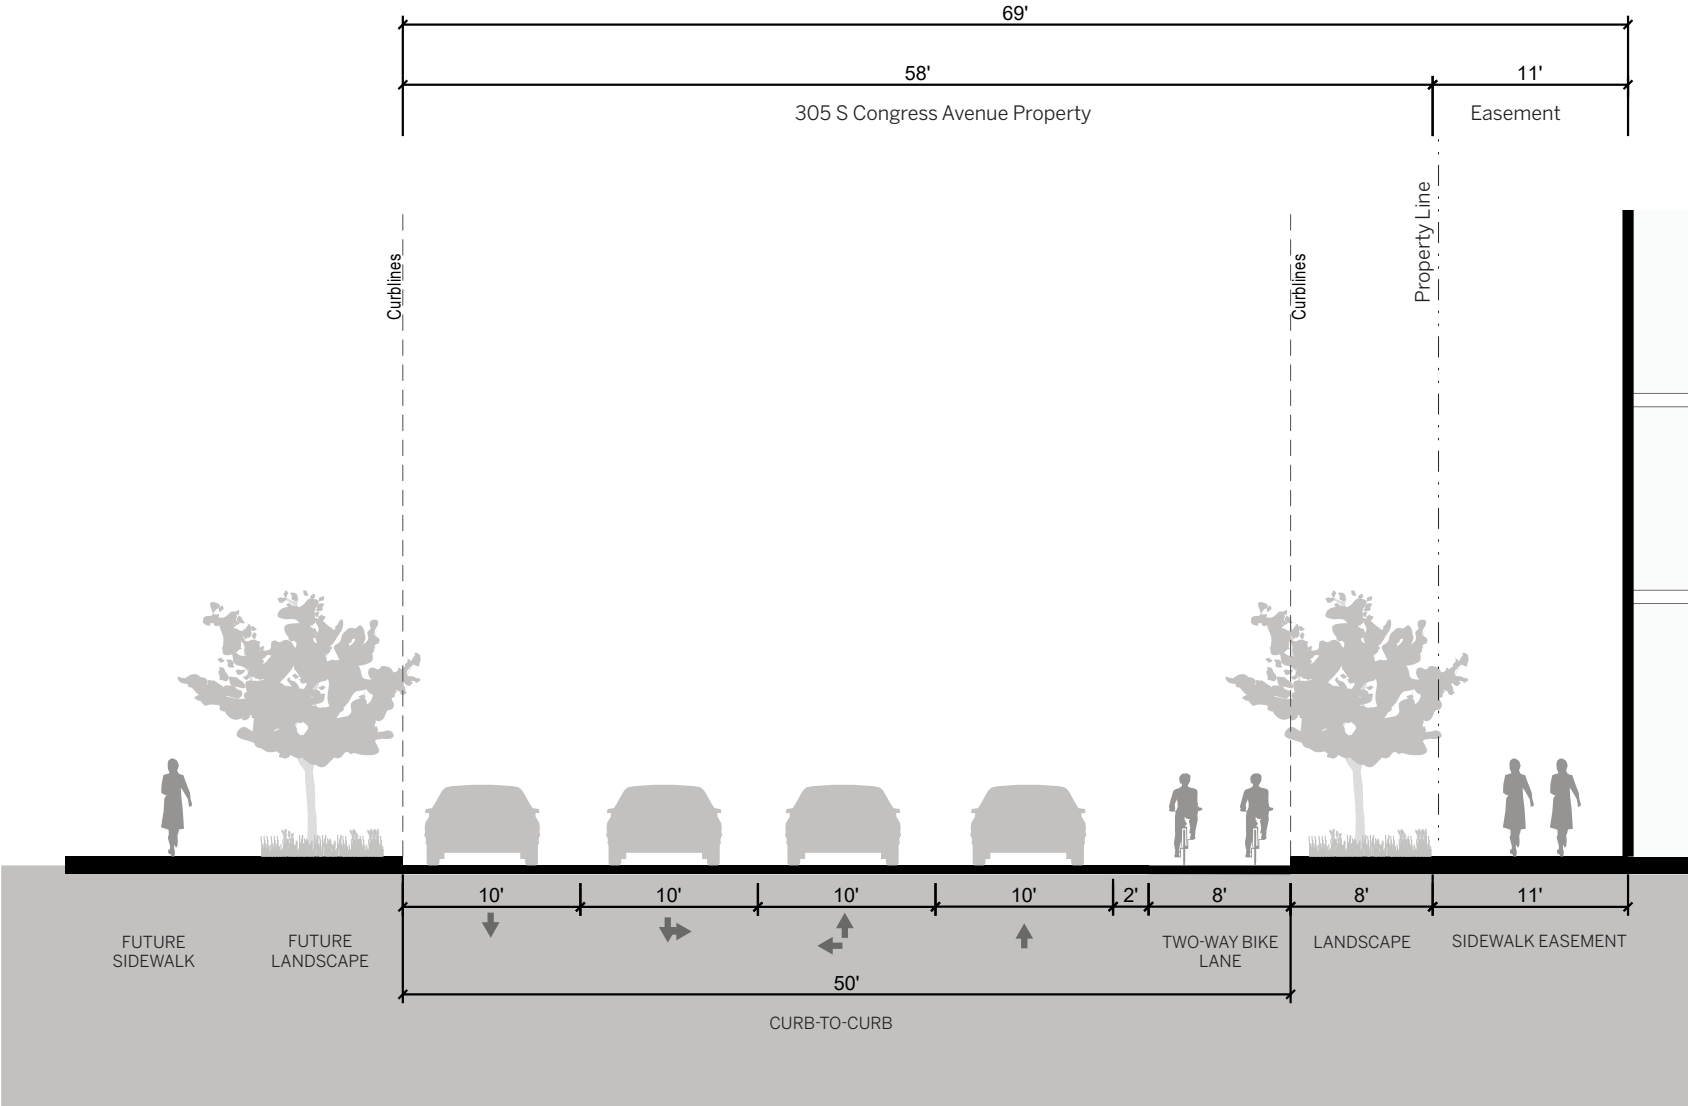 69'
58'
11'
305 S Congress Avenue Property
Easement
Property Line
Curblines
Curblines
10'
10'
10'
10'
2'
8'
8'
11'
FUTURE
SIDEWALK
FUTURE
LANDSCAPE
TWO-WAY BIKE
LANE
LANDSCAPE
SIDEWALK EASEMENT
50'
CURB-TO-CURB